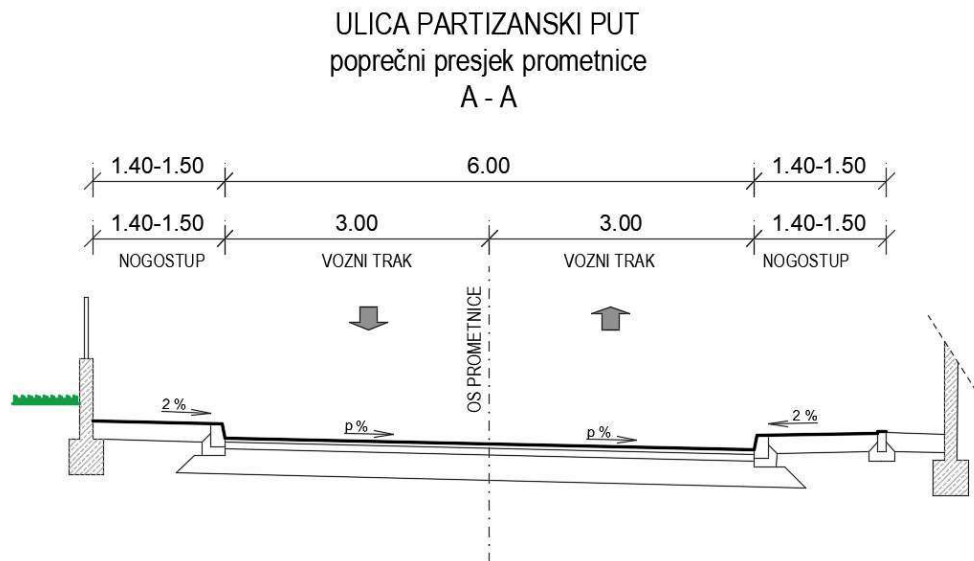 ULICA PARTIZANSKI PUT
poprečni presjek prometnice
A - A
1.40-1.50 6.00 1.40-1.50
1.40-1.50 3.00 3.00 1.40-1.50
NOGOSTUP VOZNI TRAK VOZNI TRAK NOGOSTUP
OS PROMETNICE
2 % p % p % 2 %